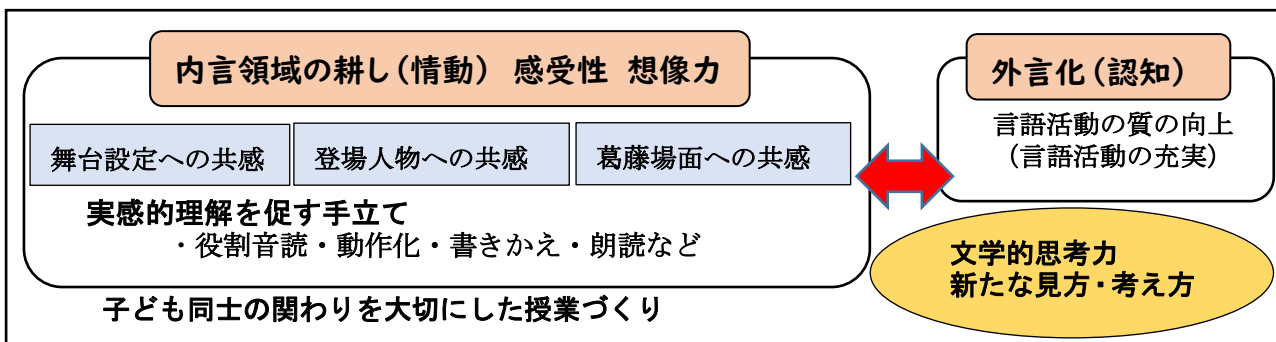 内言領域の耕し(情動) 感受性 想像力
舞台設定への共感
登場人物への共感
葛藤場面への共感
実感的理解を促す手立て
・役割音読・動作化・書きかえ・朗読など
子ども同士の関わりを大切にした授業づくり
外言化(認知)
言語活動の質の向上
(言語活動の充実)
文学的思考力
新たな見方・考え方